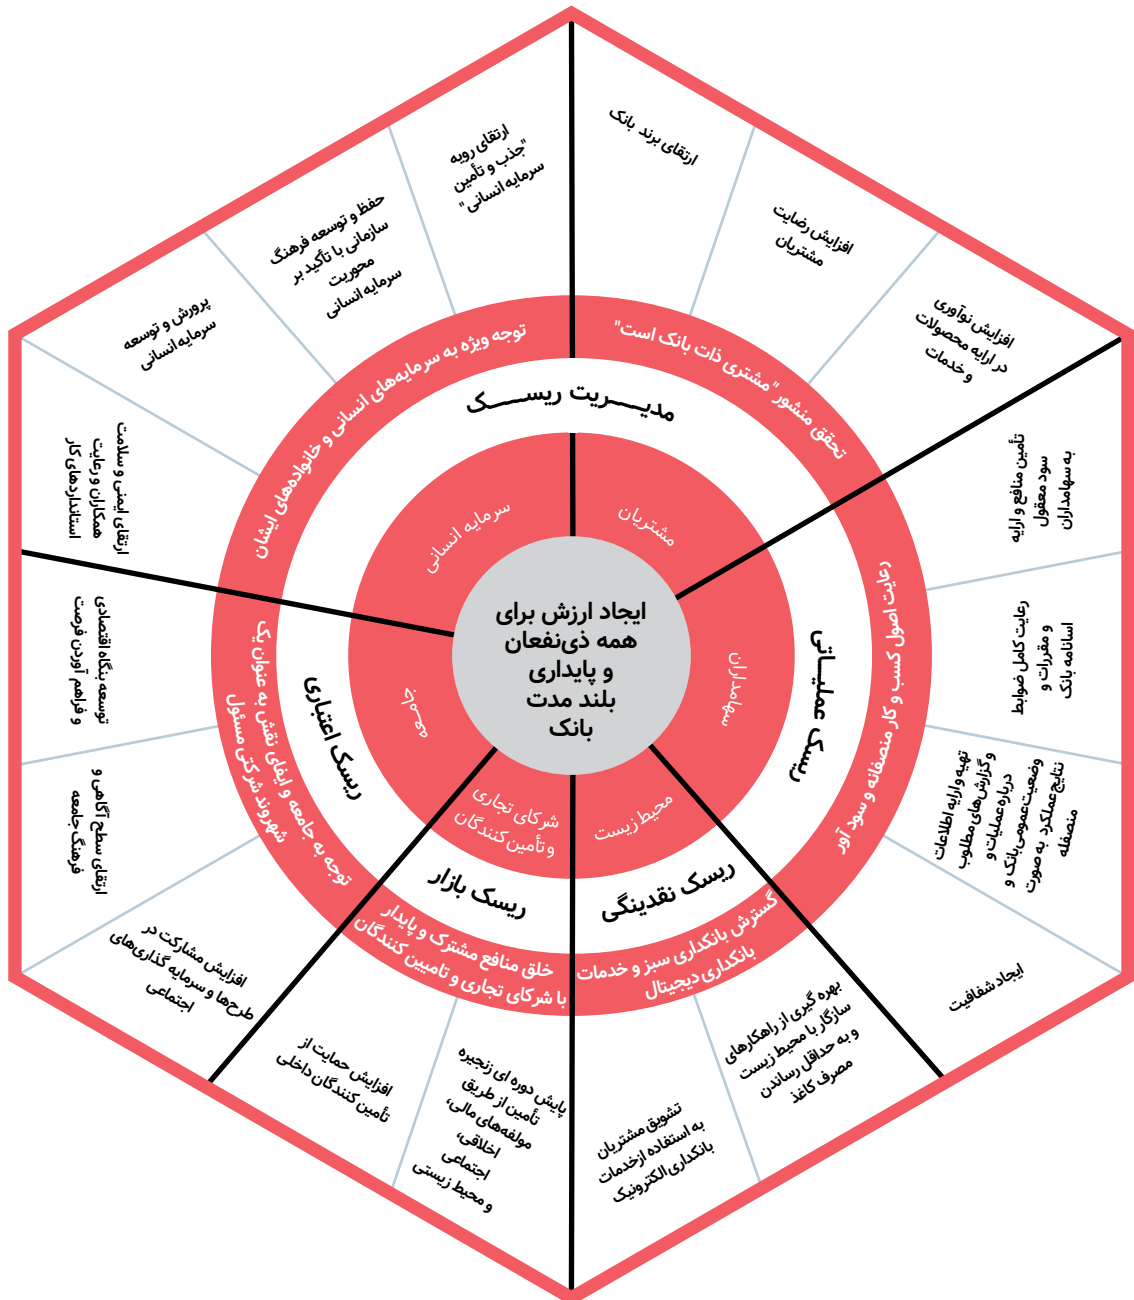 ایجاد ارزش برای
همه ذی‌نفعان
و پایداری
بلند مدت
بانک
مشتریان
سهامداران
محیط زیست
شرکای تجاری
و تأمین‌کنندگان
جامعه
سرمایه انسانی
مدیـــریت ریســـک
ریسک عملیـاتی
ریسک نقدینگی
ریسک بازار
ریسک اعتباری
تحقق منشور "مشتری ذات بانک است"
رعایت اصول کسب و کار منصفانه و سود آور
گسترش بانکداری سبز و خدمات
بانکداری دیجیتال
خلق منافع مشترک و پایدار
با شرکای تجاری و تامیین کنندگان
توجه به جامعه و ایفای نقش به عنوان یک
شهروند شرکتی مسئول
توجه ویژه به سرمایه‌های انسانی و خانواده‌های ایشان
ارتقای برند بانک
افزایش رضایت
مشتریان
افزایش نوآوری
در ارایه محصولات
و خدمات
تأمین منافع و ارایه
سود معقول
به سهامداران
رعایت کامل ضوابط
و مقررات و
اسانامه بانک
تهیه و ارایه اطلاعات
و گزارش‌های مطلوب
درباره عملیات و
وضعیت عمومی بانک و
نتایج عملکرد به صورت
منصفله
ایجاد شفافیت
بهره گیری از راهکارهای
سازگار با محیط زیست
و به حداقل رساندن
مصرف کاغذ
تشویق مشتریان
به استفاده ازخدمات
بانکداری الکترونیک
پایش دوره ای زنجیره
تأمین از طریق
مولفه‌های مالی،
اخلاقی،
اجتماعی
و محیط زیستی
افزایش حمایت از
تأمین کنندگان داخلی
افزایش مشارکت در
طرح‌ها و سرمایه گذاری‌های
اجتماعی
ارتقای سطح آگاهی و
فرهنگ جامعه
توسعه بنگاه اقتصادی
و فراهم آوردن فرصت
ارتقای ایمنی و سلامت
همکاران و رعایت
استانداردهای کار
پرورش و توسعه
سرمایه انسانی
حفظ و توسعه فرهنگ
سازمانی با تأکید بر
محوریت
سرمایه انسانی
ارتقای رویه
"جذب و تأمین
سرمایه انسانی"